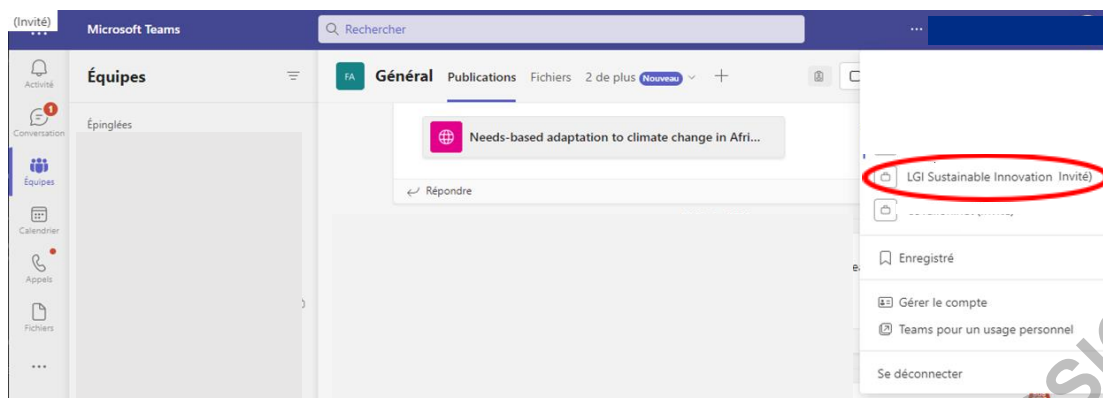 (Invité)
Microsoft Teams
Rechercher
Activité
Conversation
1
Équipes
Calendrier
Appels
Fichiers
Équipes
Épinglées
FA
Général Publications Fichiers 2 de plus Nouveau
Needs-based adaptation to climate change in Afri...
Répondre
LGI Sustainable Innovation Invité)
Enregistré
Gérer le compte
Teams pour un usage personnel
Se déconnecter